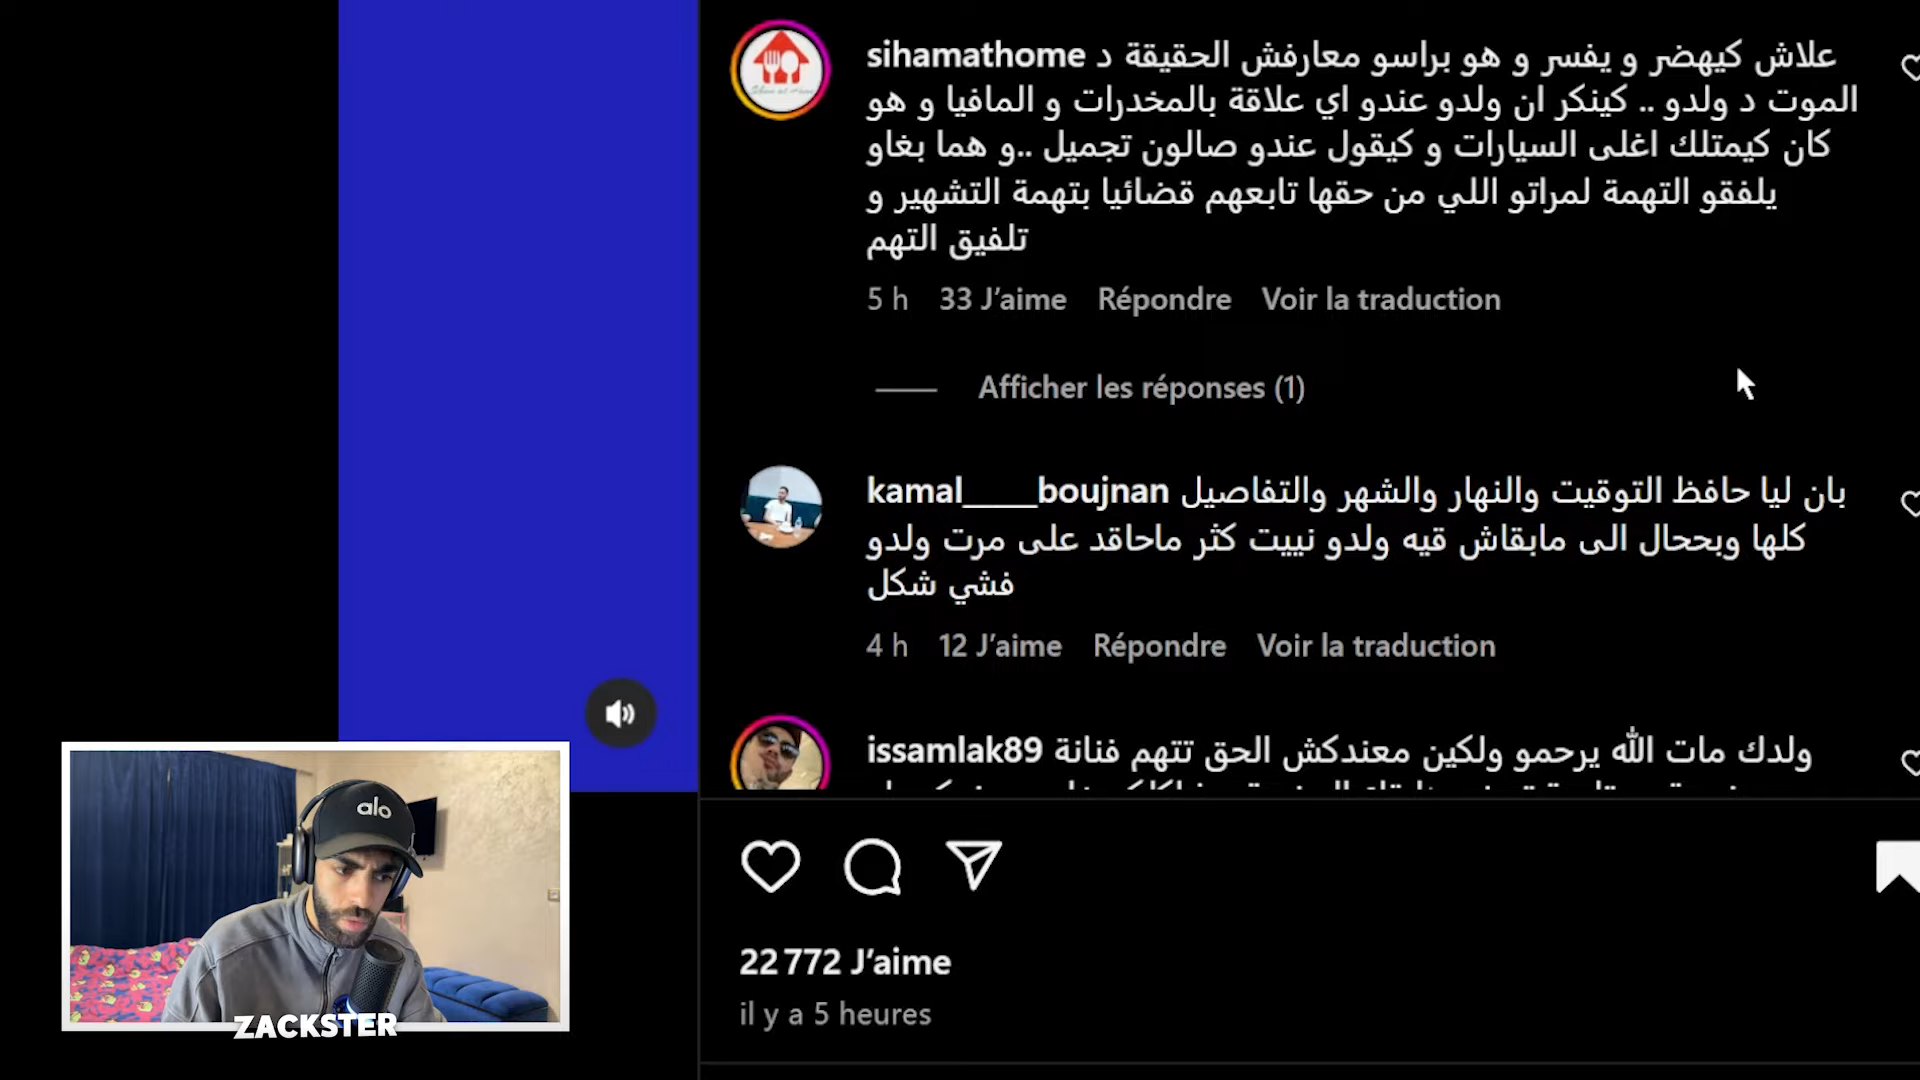 sihamathome علاش كيهضر و يفسر و هو براسو معارفش الحقيقة د
الموت د ولدو .. كينكر ان ولدو عندو اي علاقة بالمخدرات و المافيا و هو
كان كيمتلك اغلى السيارات و كيقول عندو صالون تجميل ..و هما بغاو
يلفقو التهمة لمراتو اللي من حقها تابعهم قضائيا بتهمة التشهير و
تلفيق التهم
5 h 33 J’aime Répondre Voir la traduction
Afficher les réponses (1)
kamal____boujnan بان ليا حافظ التوقيت والنهار والشهر والتفاصيل
كلها وبححال الى مابقاش قيه ولدو نييت كثر ماحاقد على مرت ولدو
فشي شكل
4 h 12 J’aime Répondre Voir la traduction
issamlak89 ولدك مات الله يرحمو ولكين معندكش الحق تتهم فنانة
22 772 J’aime
il y a 5 heures
alo
ZACKSTER